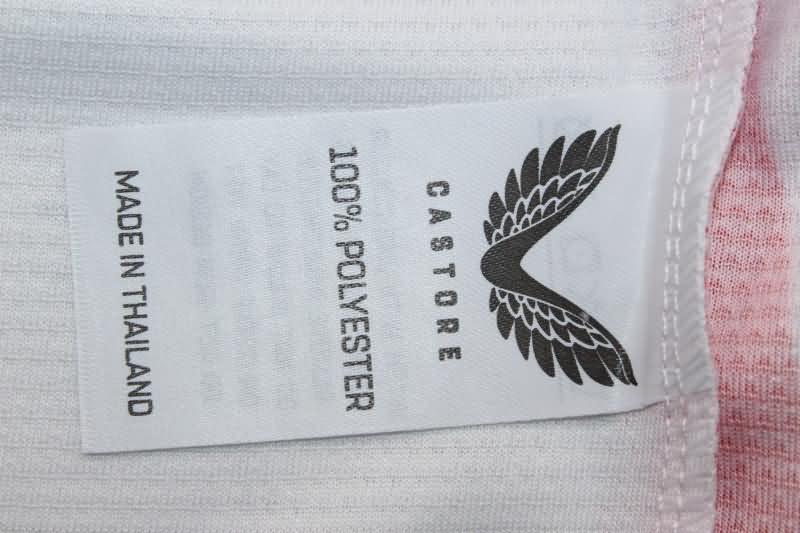 CASTORE
100% POLYESTER
MADE IN THAILAND